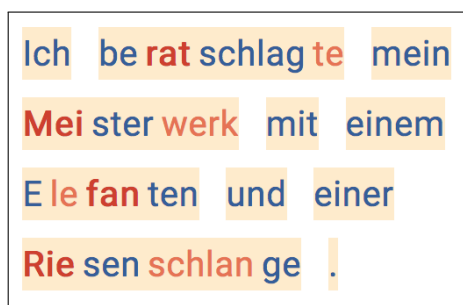 Ich be rat schlag te mein
Mei ster werk mit einem
E le fan ten und einer
Rie sen schlan ge .